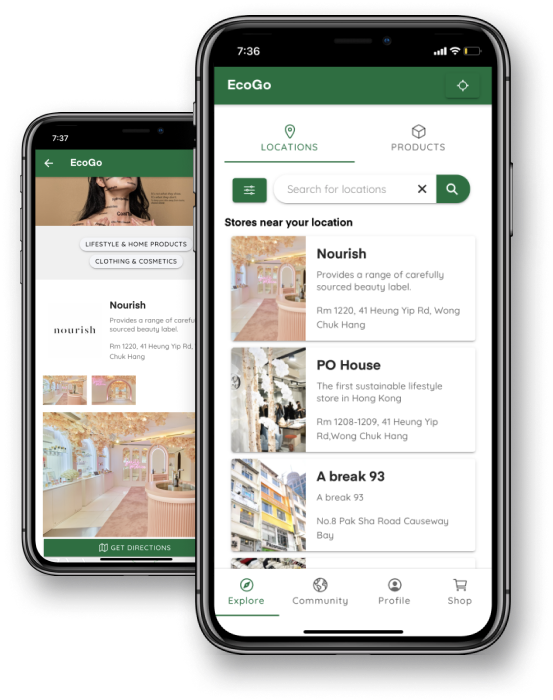 7:36
EcoGo
LOCATIONS
PRODUCTS
Search for locations
Stores near your location
Nourish
Provides a range of carefully
sourced beauty label.
Rm 1220, 41 Heung Yip Rd, Wong
Chuk Hang
PO House
The first sustainable lifestyle
store in Hong Kong
Rm 1208-1209, 41 Heung Yip
Rd,Wong Chuk Hang
A break 93
A break 93
No.8 Pak Sha Road Causeway
Bay
Explore
Community
Profile
Shop
7:37
EcoGo
LIFESTYLE & HOME PRODUCTS
CLOTHING & COSMETICS
nourish
Nourish
Provides a range of
sourced beauty label.
Rm 1220, 41 Heung Yip Rd,
Chuk Hang
GET DIRECTIONS